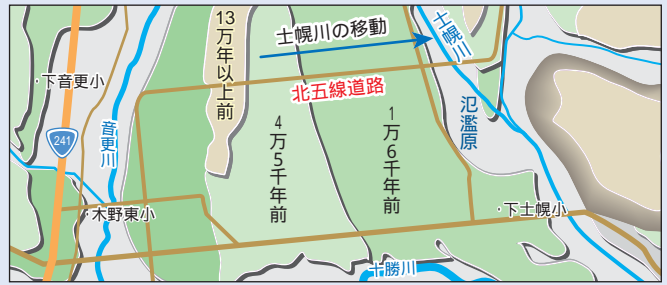 13万年以上前
士幌川の移動
士幌川
・下音更小
北五線道路
241
音更川
4万5千年前
1万6千年前
氾濫原
・木野東小
・下士幌小
十勝川